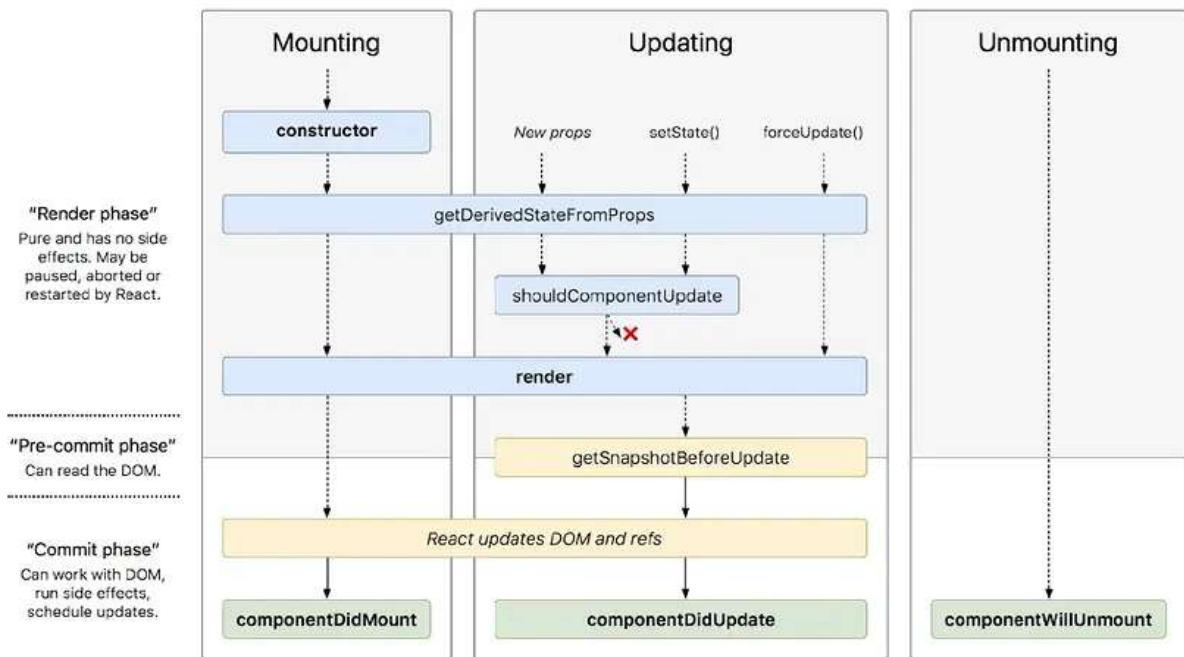 Mounting
Updating
Unmounting
constructor
New props
setState()
forceUpdate()
"Render phase"
Pure and has no side
effects. May be
paused, aborted or
restarted by React.
getDerivedStateFromProps
shouldComponentUpdate
render
"Pre-commit phase"
Can read the DOM.
getSnapshotBeforeUpdate
"Commit phase"
Can work with DOM,
run side effects,
schedule updates.
React updates DOM and refs
componentDidMount
componentDidUpdate
componentWillUnmount